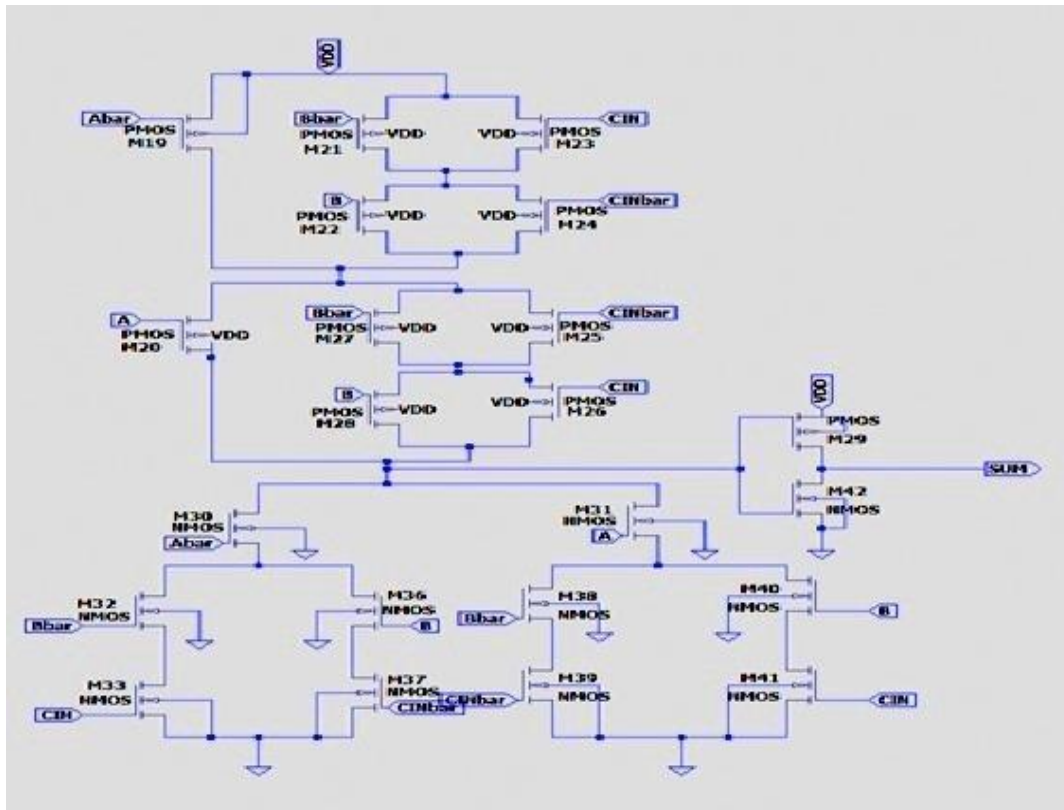 VDD
Abar
PMOS
M19
Bbar
PMOS
M21
VDD
VDD
CIN
PMOS
M23
B
PMOS
M22
VDD
VDD
CINbar
PMOS
M24
A
PMOS
M20
VDD
Bbar
PMOS
M27
VDD
VDD
CINbar
PMOS
M25
B
PMOS
M28
VDD
VDD
CIN
PMOS
M26
VDD
PMOS
M29
SUM
M42
NMOS
M30
NMOS
Abar
M31
NMOS
A
M32
NMOS
Bbar
M36
NMOS
B
M38
NMOS
Bbar
M40
NMOS
B
M33
NMOS
CIN
M37
NMOS
CINbar
M39
NMOS
CINbar
M41
NMOS
CIN